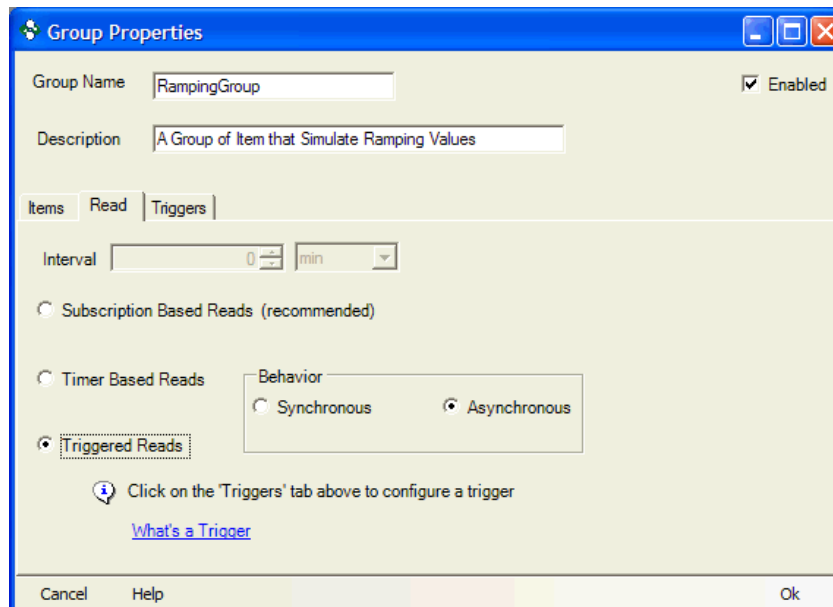 Group Properties
Group Name RampingGroup Enabled
Description A Group of Item that Simulate Ramping Values
Items Read Triggers
Interval 0 min
Subscription Based Reads (recommended)
Timer Based Reads Behavior
Synchronous Asynchronous
Triggered Reads
Click on the 'Triggers' tab above to configure a trigger
What's a Trigger
Cancel Help Ok